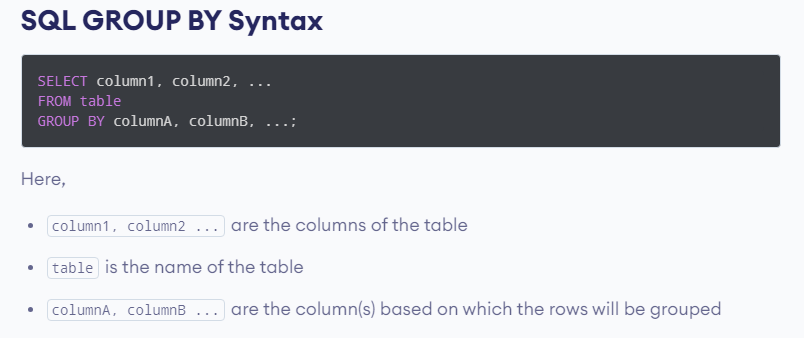 SQL GROUP BY Syntax
SELECT column1, column2, ...
FROM table
GROUP BY columnA, columnB, ...;
Here,
• column1, column2 ... are the columns of the table
• table is the name of the table
• columnA, columnB ... are the column(s) based on which the rows will be grouped